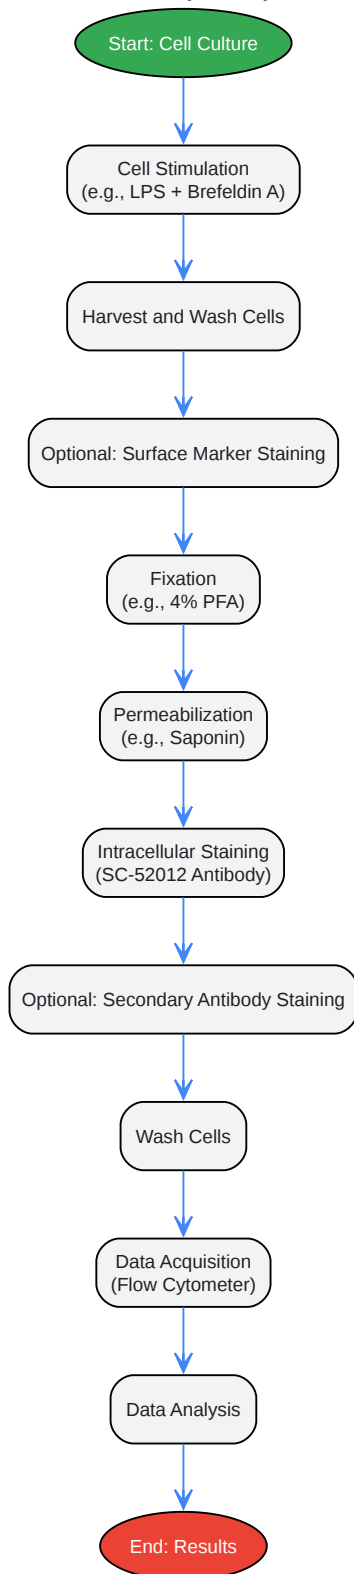 Start: Cell Culture
Cell Stimulation
(e.g., LPS + Brefeldin A)
Harvest and Wash Cells
Optional: Surface Marker Staining
Fixation
(e.g., 4% PFA)
Permeabilization
(e.g., Saponin)
Intracellular Staining
(SC-52012 Antibody)
Optional: Secondary Antibody Staining
Wash Cells
Data Acquisition
(Flow Cytometer)
Data Analysis
End: Results